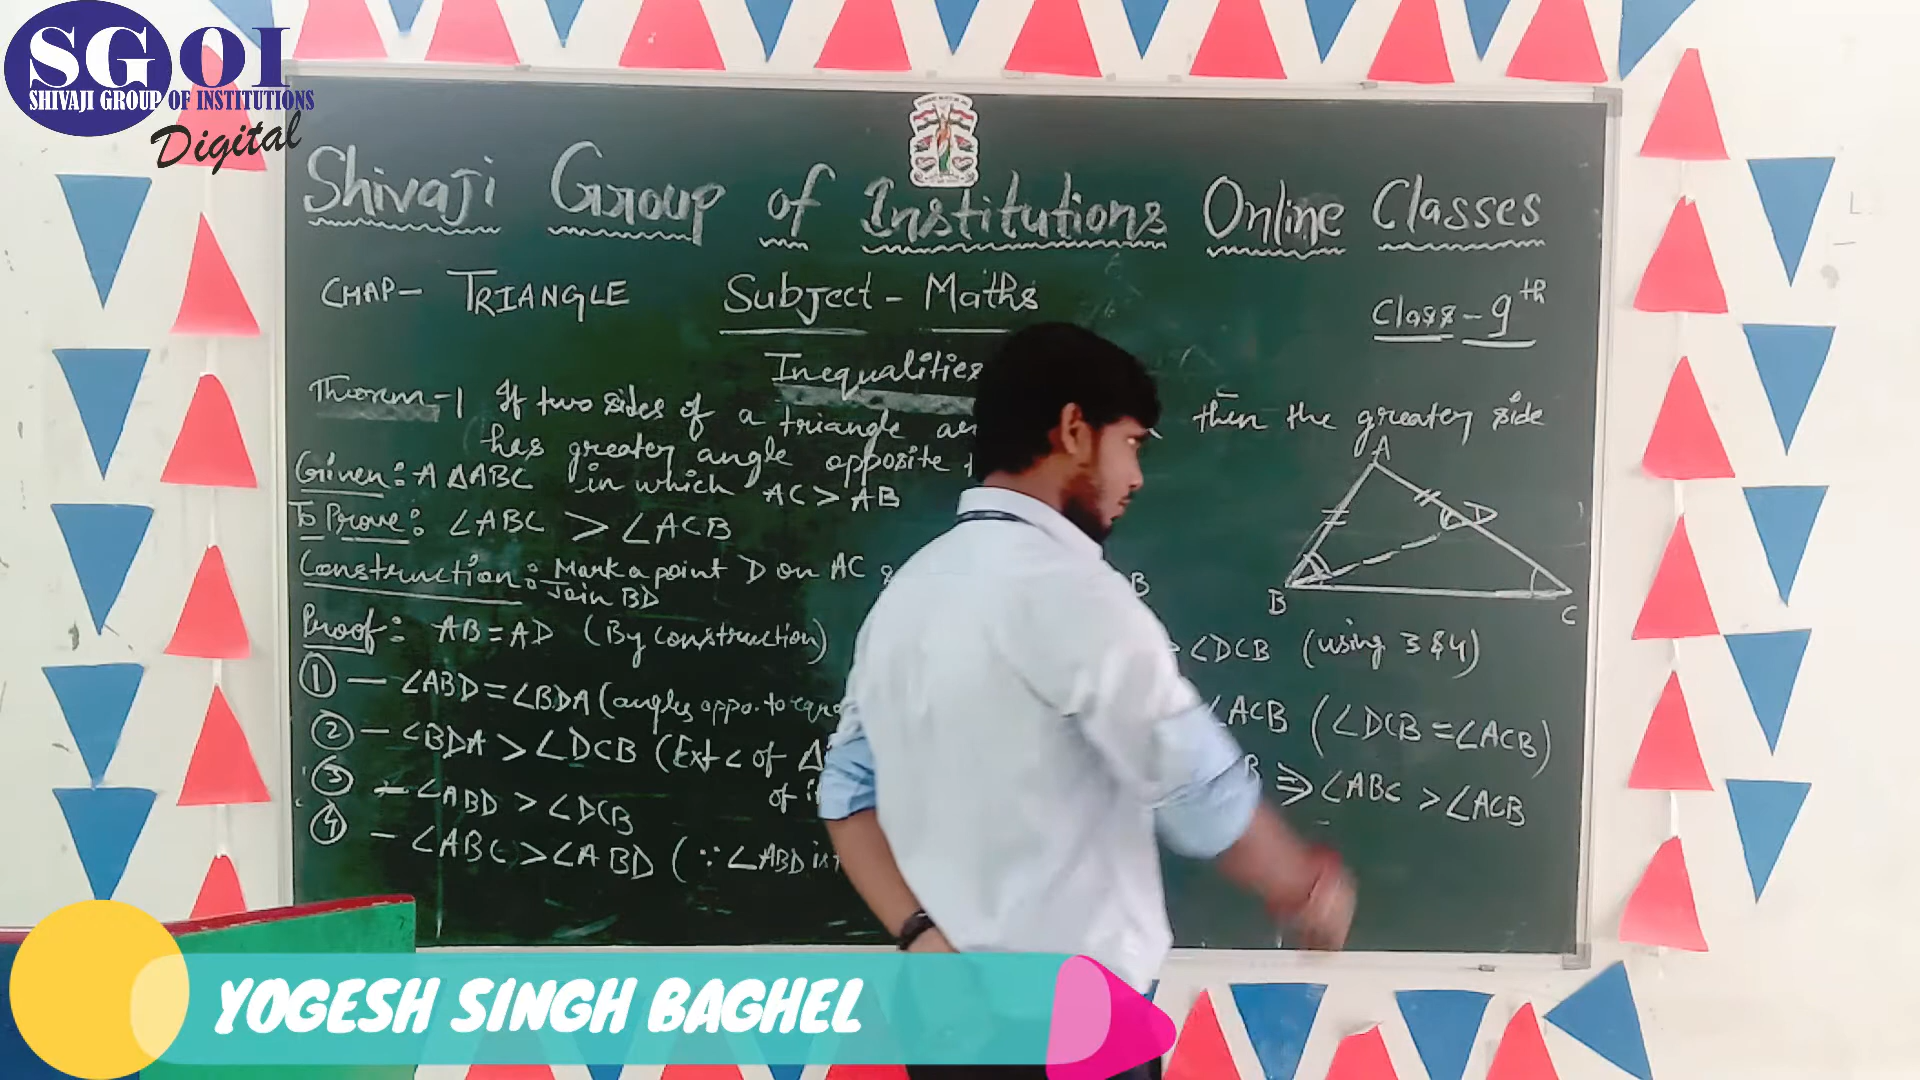 SGOI
SHIVAJI GROUP OF INSTITUTIONS
Digital
Shivaji Group of Institutions Online Classes
CHAP- TRIANGLE Subject - Maths Class - 9th
Inequalities
Theorem-1 If two sides of a triangle then the greater side
has greater angle opposite
Given: A ΔABC in which AC > AB
To Prove: ∠ABC > ∠ACB
Construction: Mark a point D on AC B
Join BD
Proof: AB = AD (By construction)
① - ∠ABD = ∠BDA (angles oppo. to
② - ∠BDA > ∠DCB (Ext ∠ of Δ
of
③ - ∠ABD > ∠DCB
④ - ∠ABC > ∠ABD (∵ ∠ABD is
A
D
B
C
> ∠DCB (using 3 & 4)
∠ACB (∠DCB = ∠ACB)
B ⇒ ∠ABC > ∠ACB
YOGESH SINGH BAGHEL